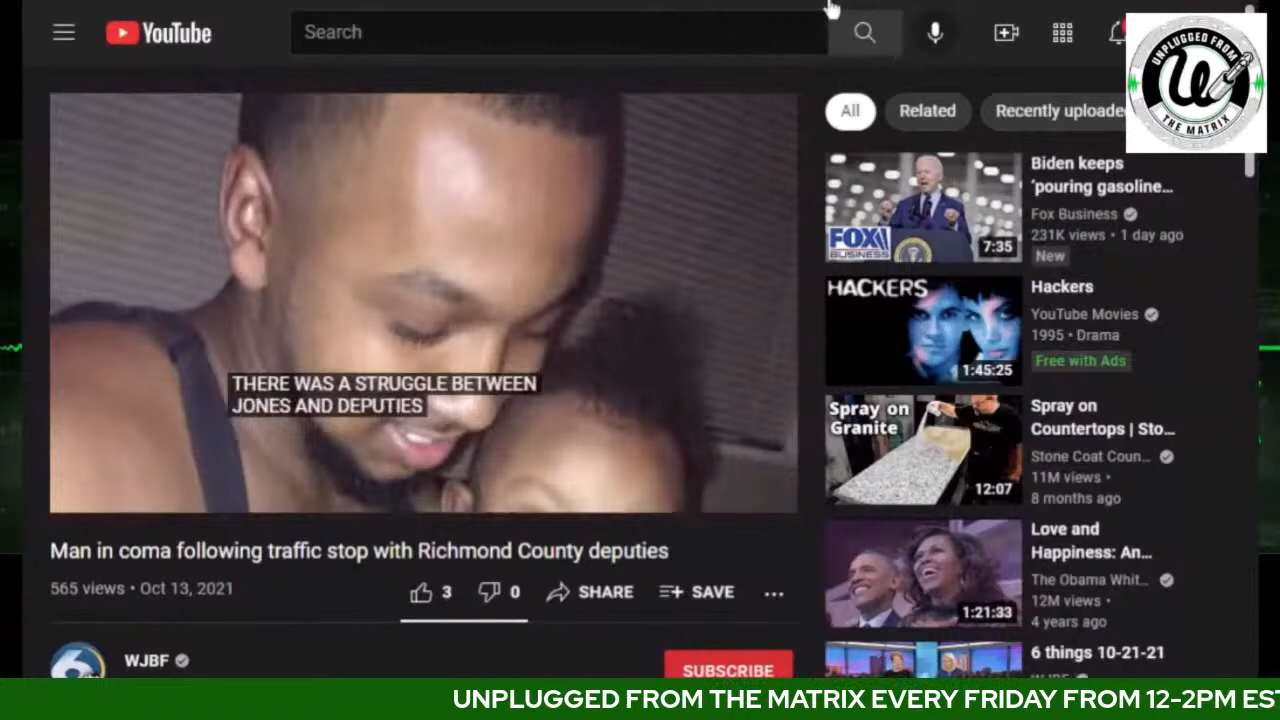 YouTube
Search
UNPLUGGED FROM
THE MATRIX
All
Related
Recently uploade
THERE WAS A STRUGGLE BETWEEN
JONES AND DEPUTIES
Man in coma following traffic stop with Richmond County deputies
565 views • Oct 13, 2021
3
0
SHARE
SAVE
WJBF
SUBSCRIBE
FOX
BUSINESS
7:35
Biden keeps
'pouring gasoline...
Fox Business
231K views • 1 day ago
New
HACKERS
1:45:25
Hackers
YouTube Movies
1995 • Drama
Free with Ads
Spray on
Granite
12:07
Spray on
Countertops | Sto...
Stone Coat Coun...
11M views •
8 months ago
1:21:33
Love and
Happiness: An...
The Obama Whit...
12M views •
4 years ago
6 things 10-21-21
UNPLUGGED FROM THE MATRIX EVERY FRIDAY FROM 12-2PM EST